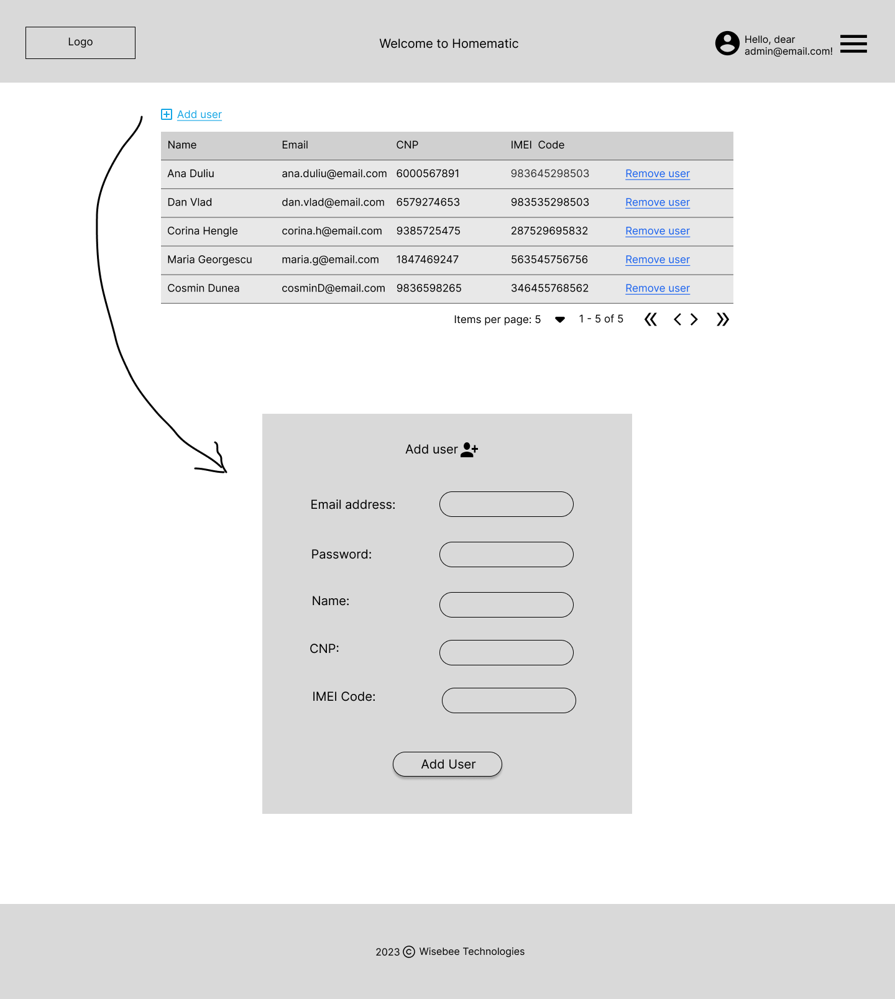 Logo
Welcome to Homematic
Hello, dear
admin@email.com!
Add user
Name Email CNP IMEI Code
Ana Duliu ana.duliu@email.com 6000567891 983645298503 Remove user
Dan Vlad dan.vlad@email.com 6579274653 983535298503 Remove user
Corina Hengle corina.h@email.com 9385725475 287529695832 Remove user
Maria Georgescu maria.g@email.com 1847469247 563545756756 Remove user
Cosmin Dunea cosminD@email.com 9836598265 346455768562 Remove user
Items per page: 5 1 - 5 of 5
Add user
Email address:
Password:
Name:
CNP:
IMEI Code:
Add User
2023 © Wisebee Technologies